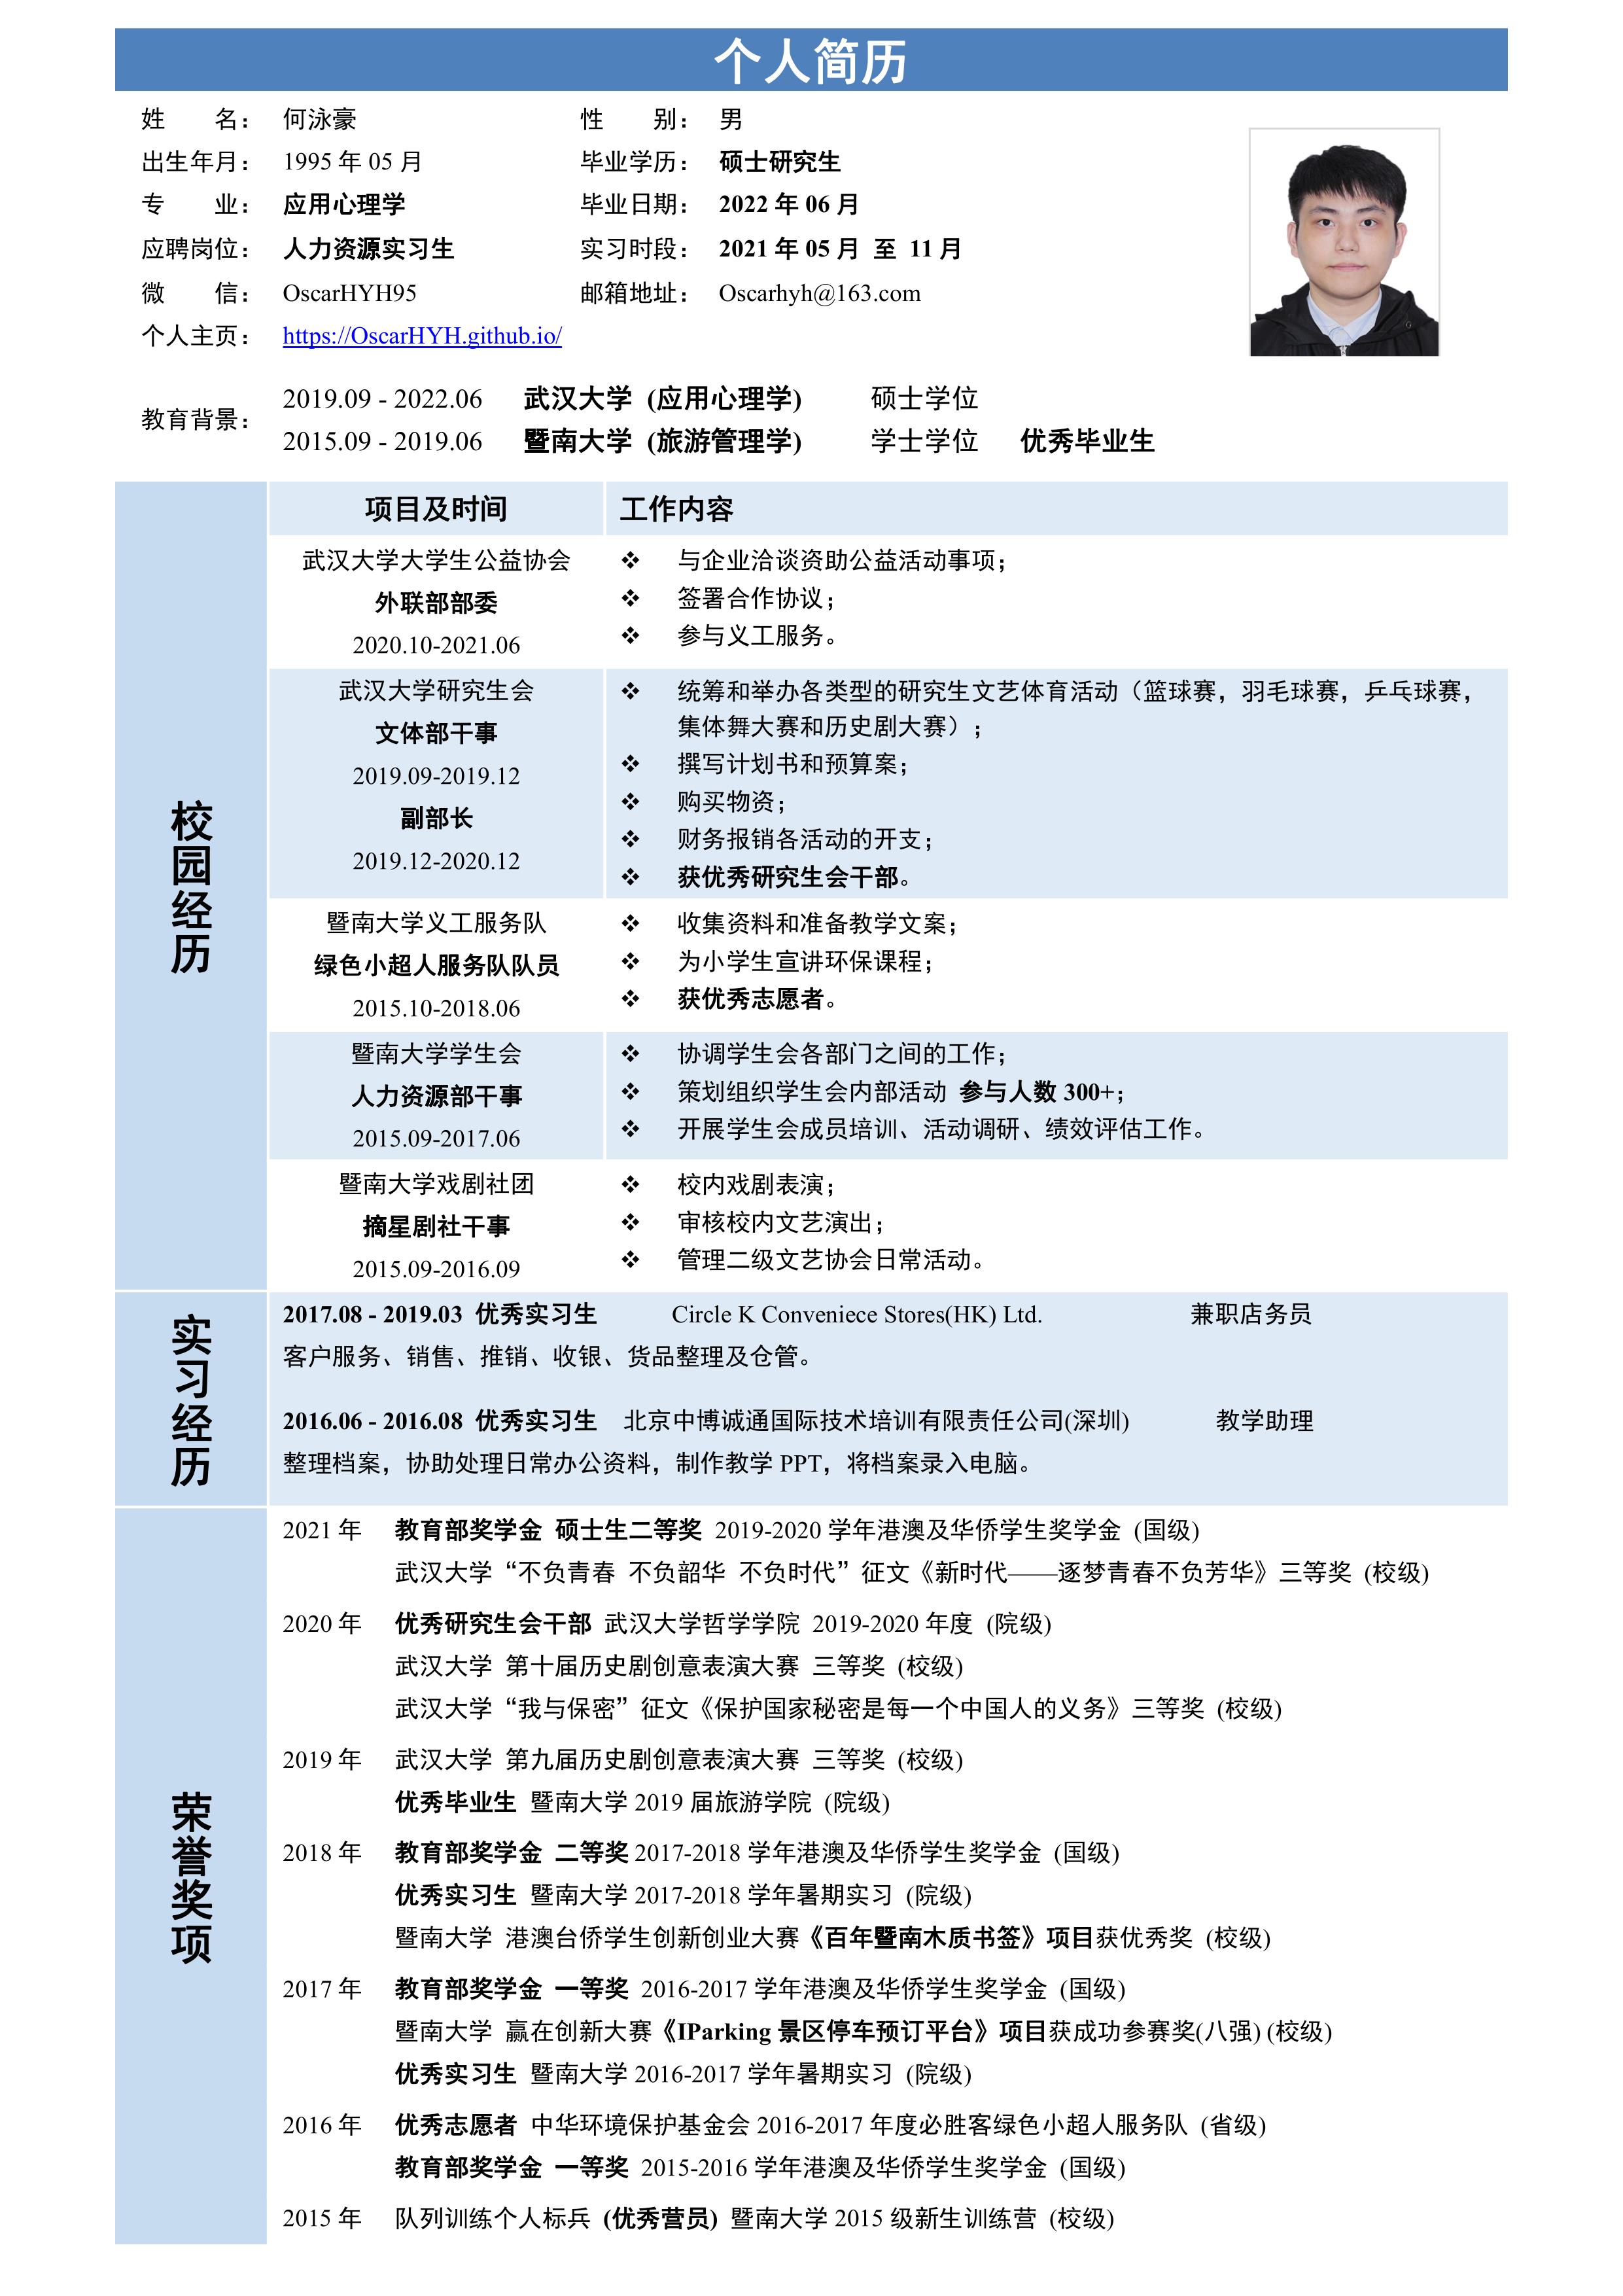 个人简历
姓 名： 何泳豪 性 别： 男
出生年月： 1995 年 05 月 毕业学历： 硕士研究生
专 业： 应用心理学 毕业日期： 2022 年 06 月
应聘岗位： 人力资源实习生 实习时段： 2021 年 05 月 至 11 月
微 信： OscarHYH95 邮箱地址： Oscarhyh@163.com
个人主页： https://OscarHYH.github.io/
教育背景：
2019.09 - 2022.06 武汉大学 (应用心理学) 硕士学位
2015.09 - 2019.06 暨南大学 (旅游管理学) 学士学位 优秀毕业生
校园经历
项目及时间 工作内容
武汉大学大学生公益协会
外联部部委
2020.10-2021.06
❖ 与企业洽谈资助公益活动事项；
❖ 签署合作协议；
❖ 参与义工服务。
武汉大学研究生会
文体部干事
2019.09-2019.12
副部长
2019.12-2020.12
❖ 统筹和举办各类型的研究生文艺体育活动（篮球赛，羽毛球赛，乒乓球赛，
集体舞大赛和历史剧大赛）；
❖ 撰写计划书和预算案；
❖ 购买物资；
❖ 财务报销各活动的开支；
❖ 获优秀研究生会干部。
暨南大学义工服务队
绿色小超人服务队队员
2015.10-2018.06
❖ 收集资料和准备教学文案；
❖ 为小学生宣讲环保课程；
❖ 获优秀志愿者。
暨南大学学生会
人力资源部干事
2015.09-2017.06
❖ 协调学生会各部门之间的工作；
❖ 策划组织学生会内部活动 参与人数 300+；
❖ 开展学生会成员培训、活动调研、绩效评估工作。
暨南大学戏剧社团
摘星剧社干事
2015.09-2016.09
❖ 校内戏剧表演；
❖ 审核校内文艺演出；
❖ 管理二级文艺协会日常活动。
实习经历
2017.08 - 2019.03 优秀实习生 Circle K Conveniece Stores(HK) Ltd. 兼职店务员
客户服务、销售、推销、收银、货品整理及仓管。
2016.06 - 2016.08 优秀实习生 北京中博诚通国际技术培训有限责任公司(深圳) 教学助理
整理档案，协助处理日常办公资料，制作教学 PPT，将档案录入电脑。
荣誉奖项
2021 年 教育部奖学金 硕士生二等奖 2019-2020 学年港澳及华侨学生奖学金 (国级)
武汉大学“不负青春 不负韶华 不负时代”征文《新时代——逐梦青春不负芳华》三等奖 (校级)
2020 年 优秀研究生会干部 武汉大学哲学学院 2019-2020 年度 (院级)
武汉大学 第十届历史剧创意表演大赛 三等奖 (校级)
武汉大学“我与保密”征文《保护国家秘密是每一个中国人的义务》三等奖 (校级)
2019 年 武汉大学 第九届历史剧创意表演大赛 三等奖 (校级)
优秀毕业生 暨南大学 2019 届旅游学院 (院级)
2018 年 教育部奖学金 二等奖 2017-2018 学年港澳及华侨学生奖学金 (国级)
优秀实习生 暨南大学 2017-2018 学年暑期实习 (院级)
暨南大学 港澳台侨学生创新创业大赛《百年暨南木质书签》项目获优秀奖 (校级)
2017 年 教育部奖学金 一等奖 2016-2017 学年港澳及华侨学生奖学金 (国级)
暨南大学 赢在创新大赛《IParking 景区停车预订平台》项目获成功参赛奖(八强) (校级)
优秀实习生 暨南大学 2016-2017 学年暑期实习 (院级)
2016 年 优秀志愿者 中华环境保护基金会 2016-2017 年度必胜客绿色小超人服务队 (省级)
教育部奖学金 一等奖 2015-2016 学年港澳及华侨学生奖学金 (国级)
2015 年 队列训练个人标兵 (优秀营员) 暨南大学 2015 级新生训练营 (校级)